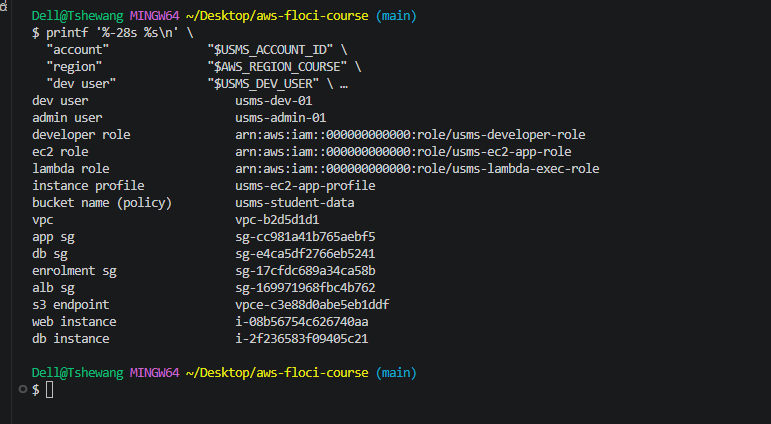 Dell@Tshewang MINGW64 ~/Desktop/aws-floci-course (main)
$ printf '%-28s %s\n' \
  "account"              "$USMS_ACCOUNT_ID" \
  "region"               "$AWS_REGION_COURSE" \
  "dev user"             "$USMS_DEV_USER" \ …
dev user                     usms-dev-01
admin user                   usms-admin-01
developer role               arn:aws:iam::000000000000:role/usms-developer-role
ec2 role                     arn:aws:iam::000000000000:role/usms-ec2-app-role
lambda role                  arn:aws:iam::000000000000:role/usms-lambda-exec-role
instance profile             usms-ec2-app-profile
bucket name (policy)         usms-student-data
vpc                          vpc-b2d5d1d1
app sg                       sg-cc981a41b765aebf5
db sg                        sg-e4ca5df2766eb5241
enrolment sg                 sg-17cfdc689a34ca58b
alb sg                       sg-169971968fbc4b762
s3 endpoint                  vpce-c3e88d0abe5eb1ddf
web instance                 i-08b56754c626740aa
db instance                  i-2f236583f09405c21
Dell@Tshewang MINGW64 ~/Desktop/aws-floci-course (main)
$